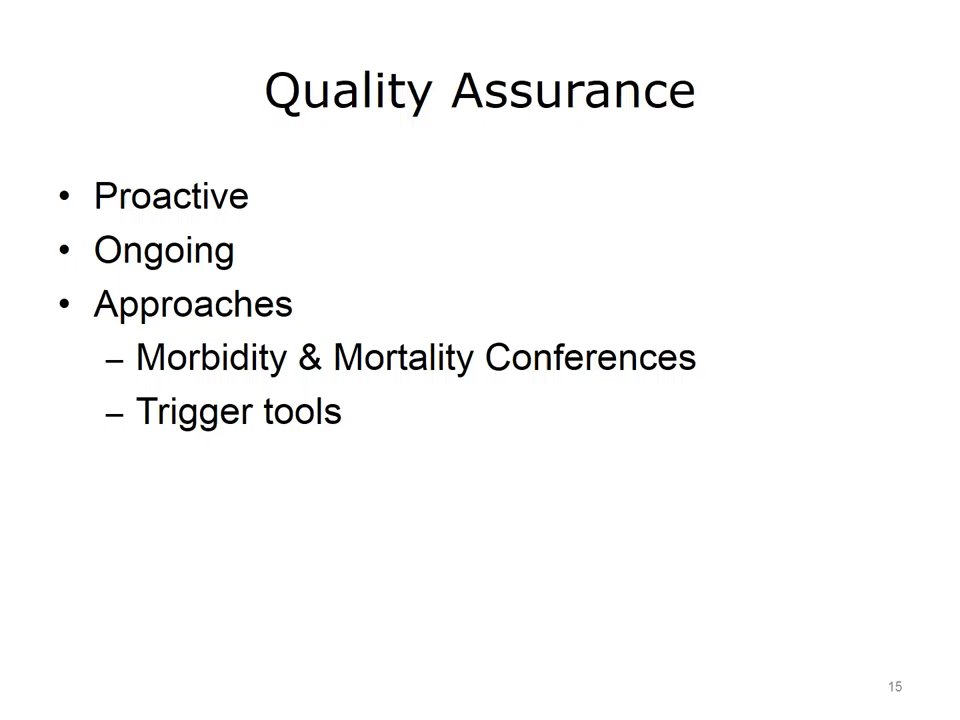 Quality Assurance
• Proactive
• Ongoing
• Approaches
– Morbidity & Mortality Conferences
– Trigger tools
15